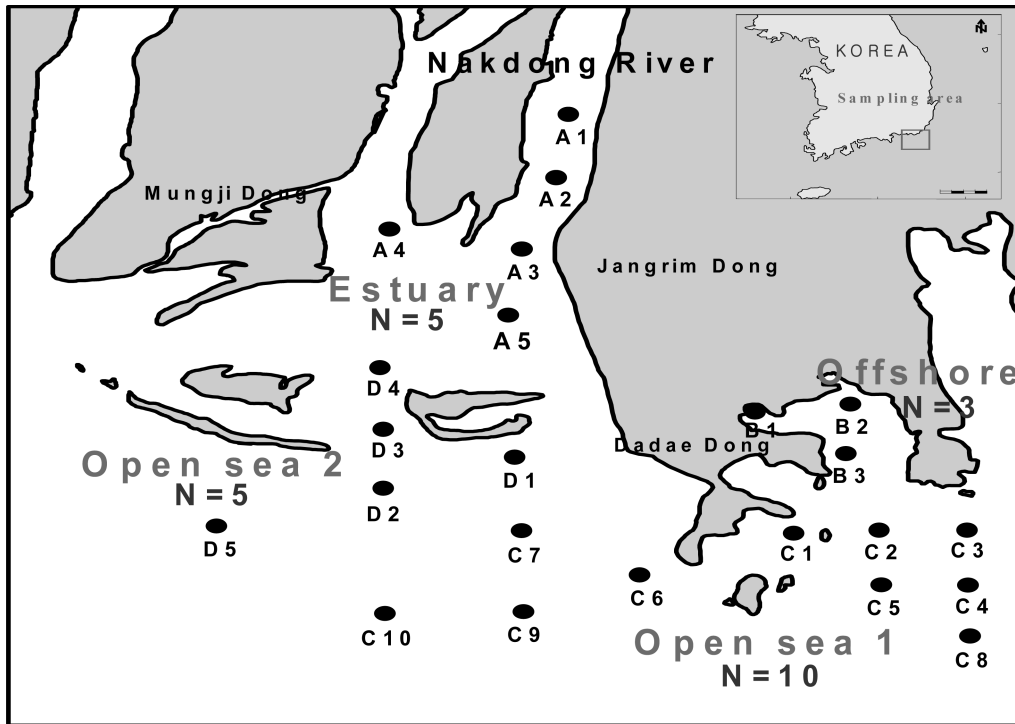 Nakdong River
KOREA
Sampling area
N
A1
A2
Mungji Dong
A4
A3
Jangrim Dong
Estuary
N=5
A5
D4
Offshore
N=3
B1
B2
D3
Dadae Dong
B3
Open sea 2
N=5
D1
D2
D5
C7
C1
C2
C3
C6
C5
C4
C10
C9
Open sea 1
N=10
C8